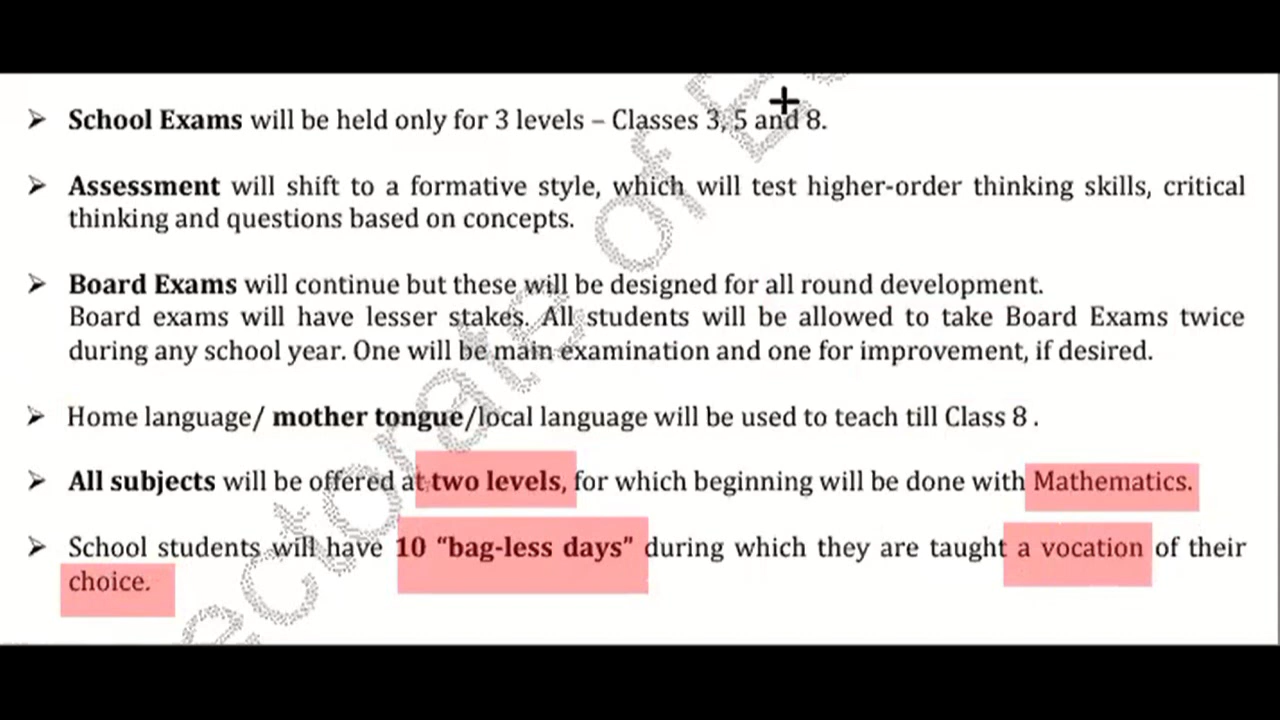 ➢ School Exams will be held only for 3 levels – Classes 3, 5 and 8.
➢ Assessment will shift to a formative style, which will test higher-order thinking skills, critical
thinking and questions based on concepts.
➢ Board Exams will continue but these will be designed for all round development.
Board exams will have lesser stakes. All students will be allowed to take Board Exams twice
during any school year. One will be main examination and one for improvement, if desired.
➢ Home language/ mother tongue/local language will be used to teach till Class 8 .
➢ All subjects will be offered at two levels, for which beginning will be done with Mathematics.
➢ School students will have 10 “bag-less days” during which they are taught a vocation of their
choice.
ectorate of E